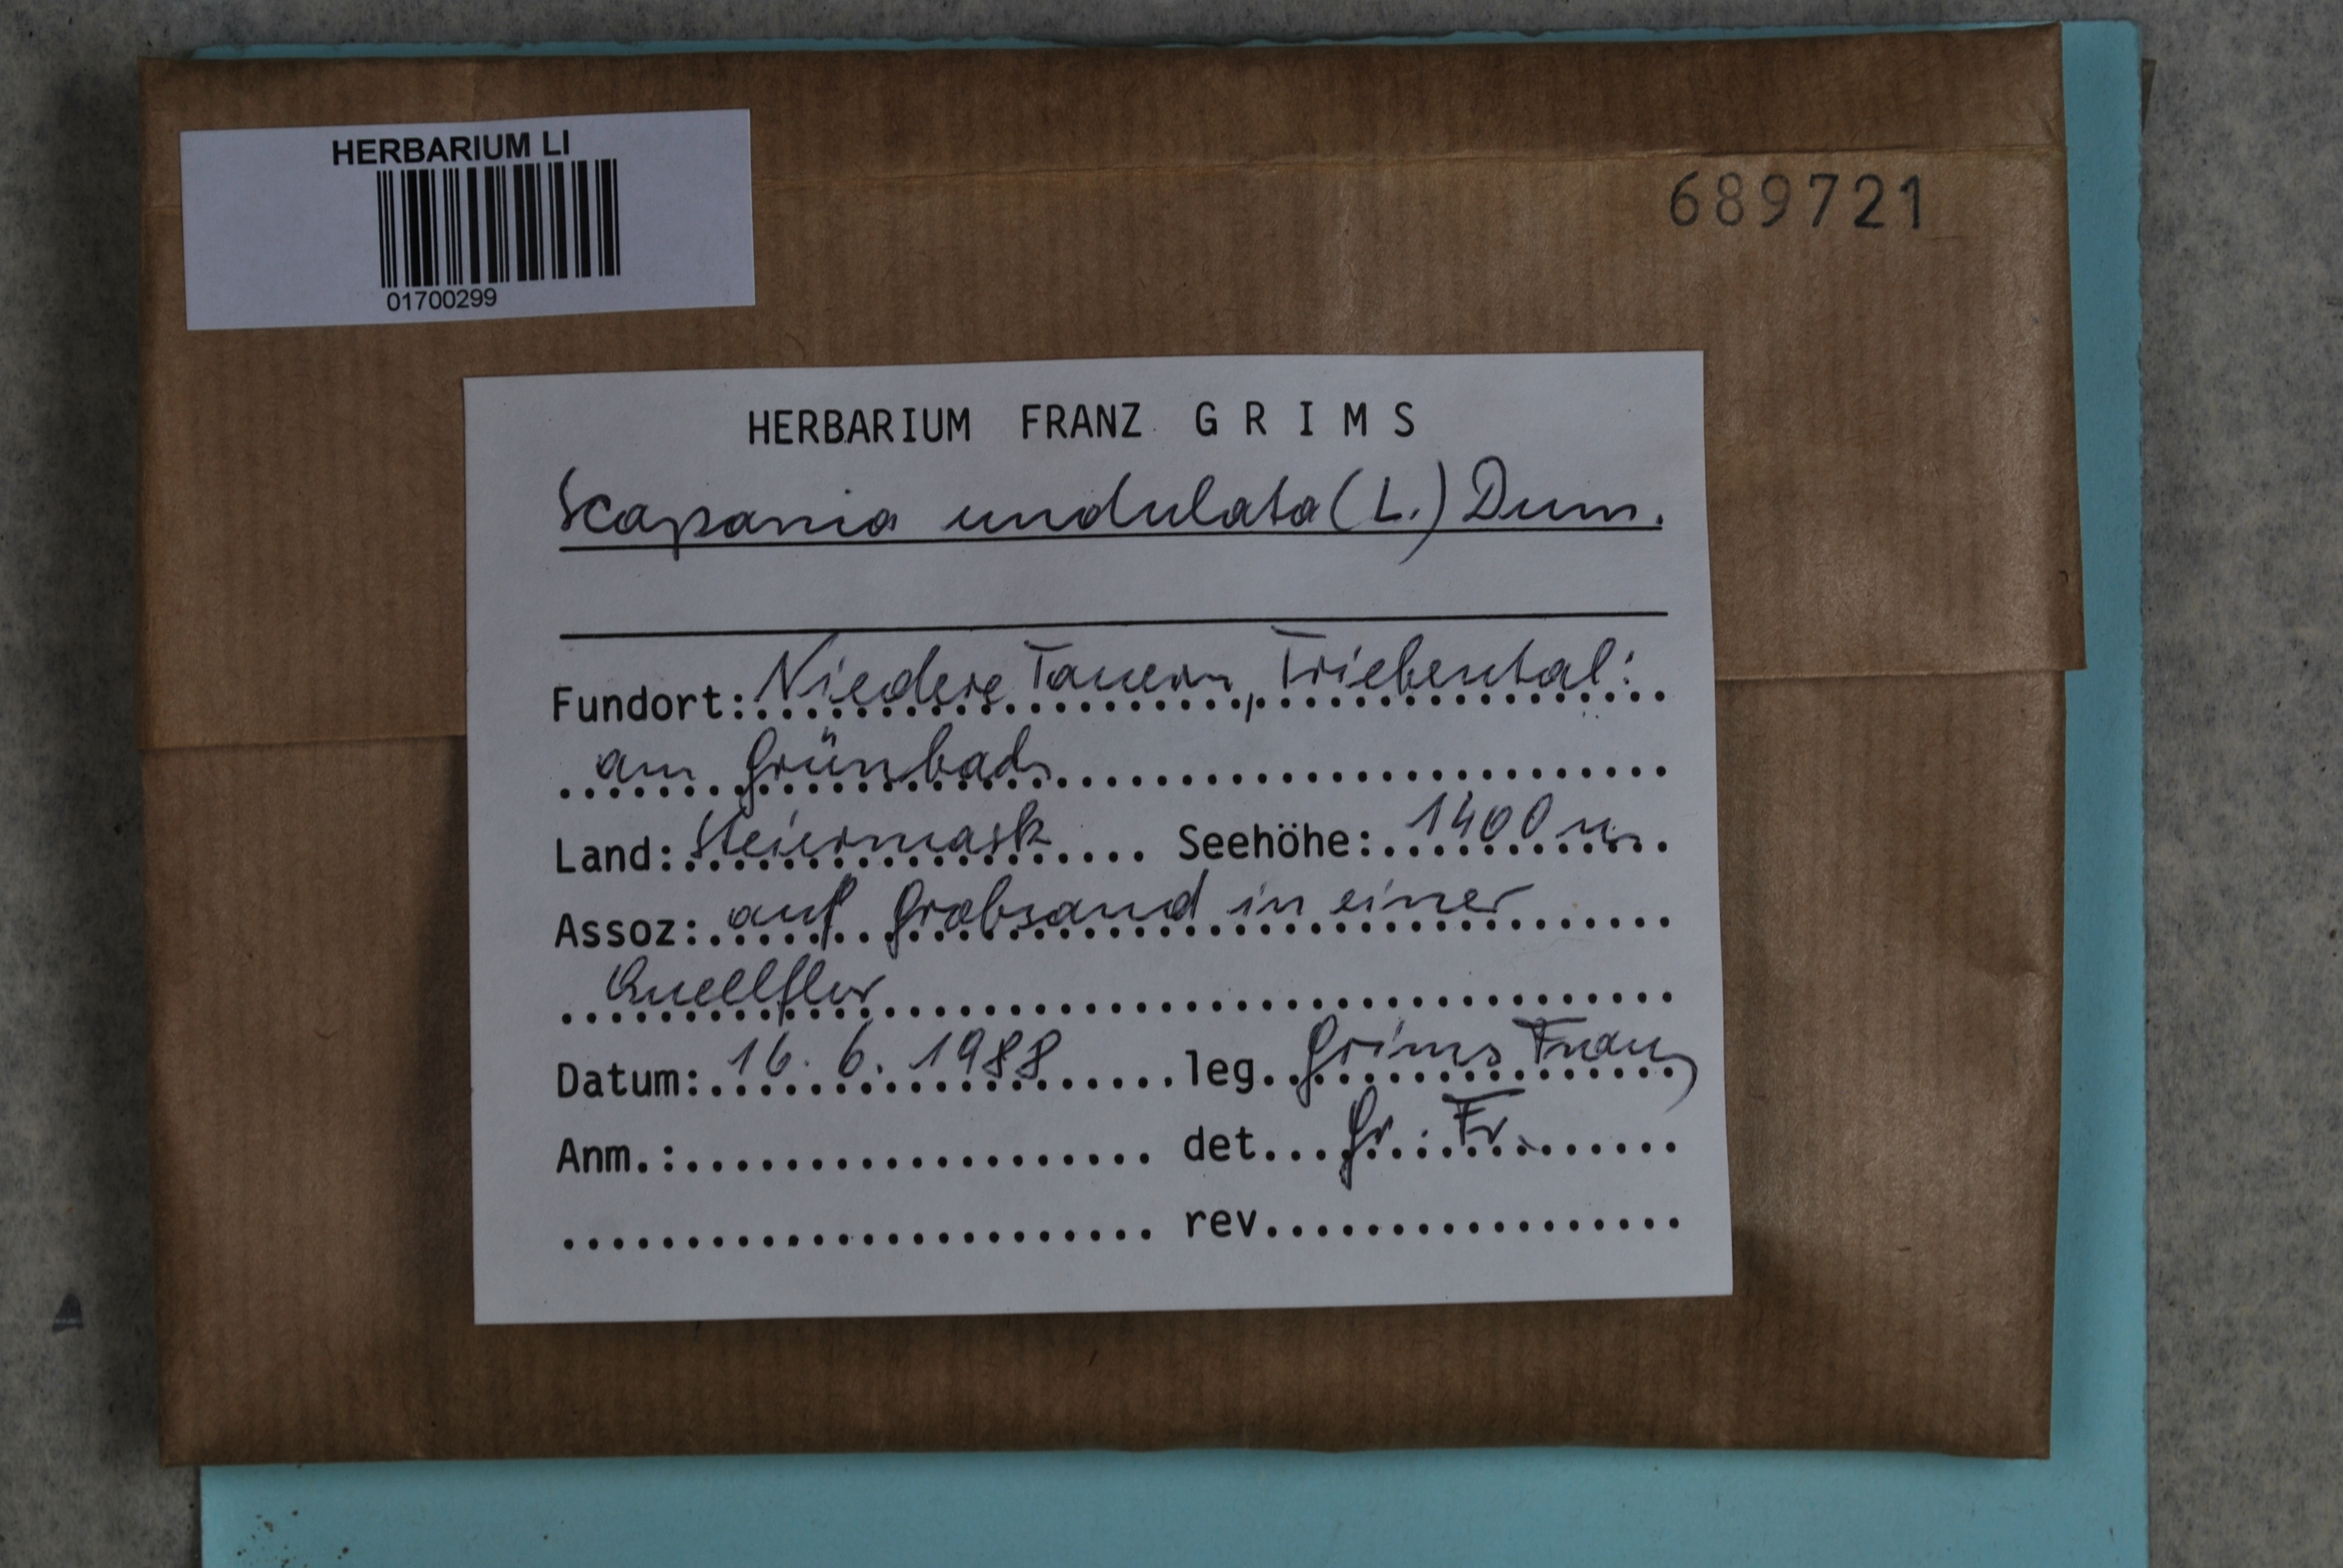 HERBARIUM LI
01700299
689721
HERBARIUM FRANZ GRIMS
Scapania undulata (L.) Dum.
Fundort: Niedere Tauern, Triebental:
am Grünbach
Land: Steiermark Seehöhe: 1400 m
Assoz: auf Grobsand in einer
Quellflur
Datum: 16. 6. 1988 leg. Grims Franz
Anm.: det. Gr. Fr.
rev.